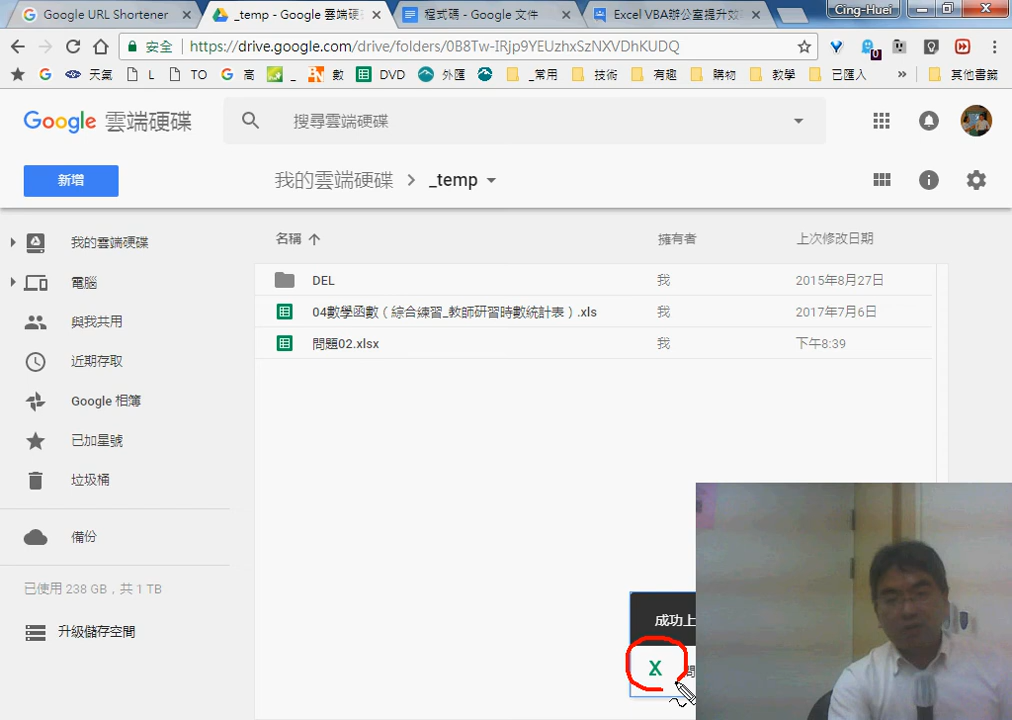 Google URL Shortener
_temp - Google 雲端硬
程式碼 - Google 文件
Excel VBA辦公室提升效
Cing-Huei
安全
https://drive.google.com/drive/folders/0B8Tw-IRjp9YEUzhxSzNXVDhKUDQ
0
天氣
L
TO
高
_
數
DVD
外匯
_常用
技術
有趣
購物
教學
已匯入
»
其他書籤
Google 雲端硬碟
搜尋雲端硬碟
新增
我的雲端硬碟 > _temp
我的雲端硬碟
電腦
與我共用
近期存取
Google 相簿
已加星號
垃圾桶
備份
已使用 238 GB，共 1 TB
升級儲存空間
名稱
擁有者
上次修改日期
DEL
我
2015年8月27日
04數學函數（綜合練習_教師研習時數統計表）.xls
我
2017年7月6日
問題02.xlsx
我
下午8:39
成功上
X
問